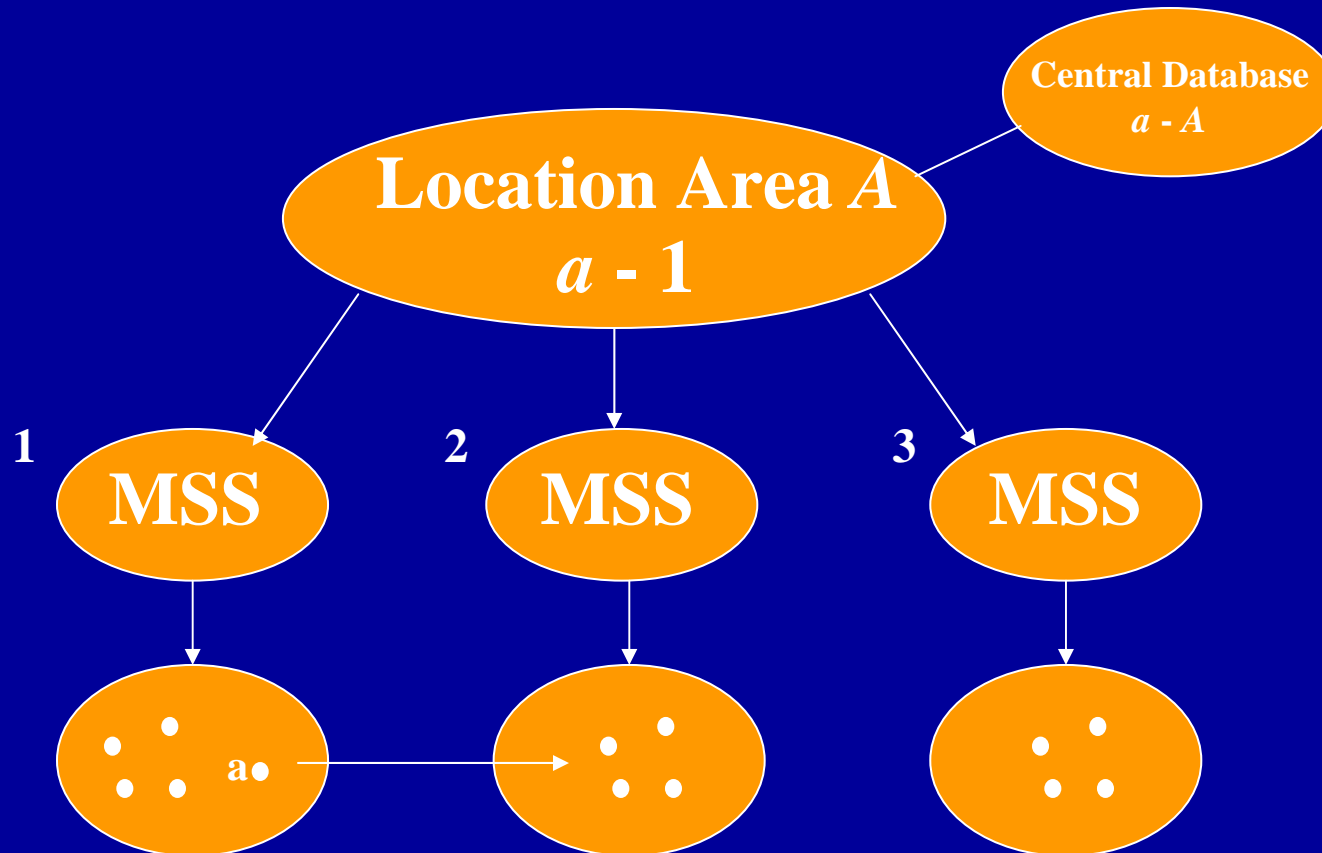 Central Database
a - A
Location Area A
a - 1
1
MSS
2
MSS
3
MSS
a